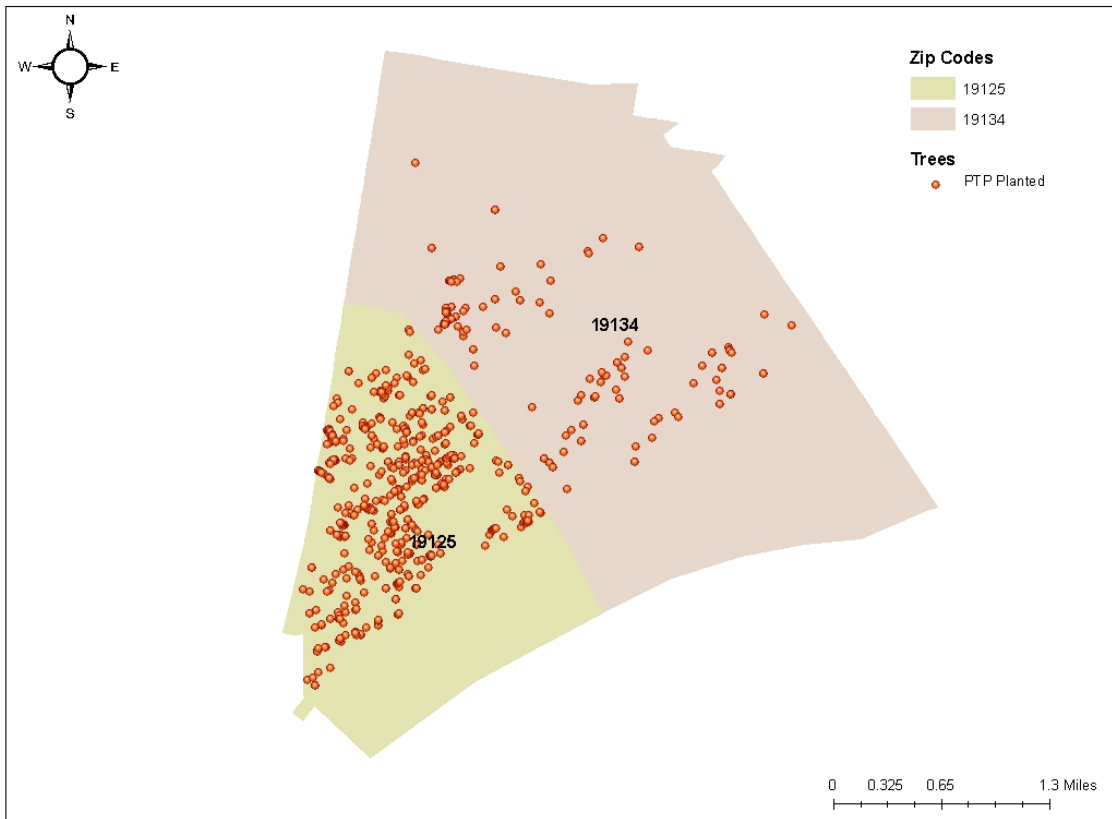 N
W E
S
Zip Codes
19125
19134
Trees
PTP Planted
19134
19125
0 0.325 0.65 1.3 Miles